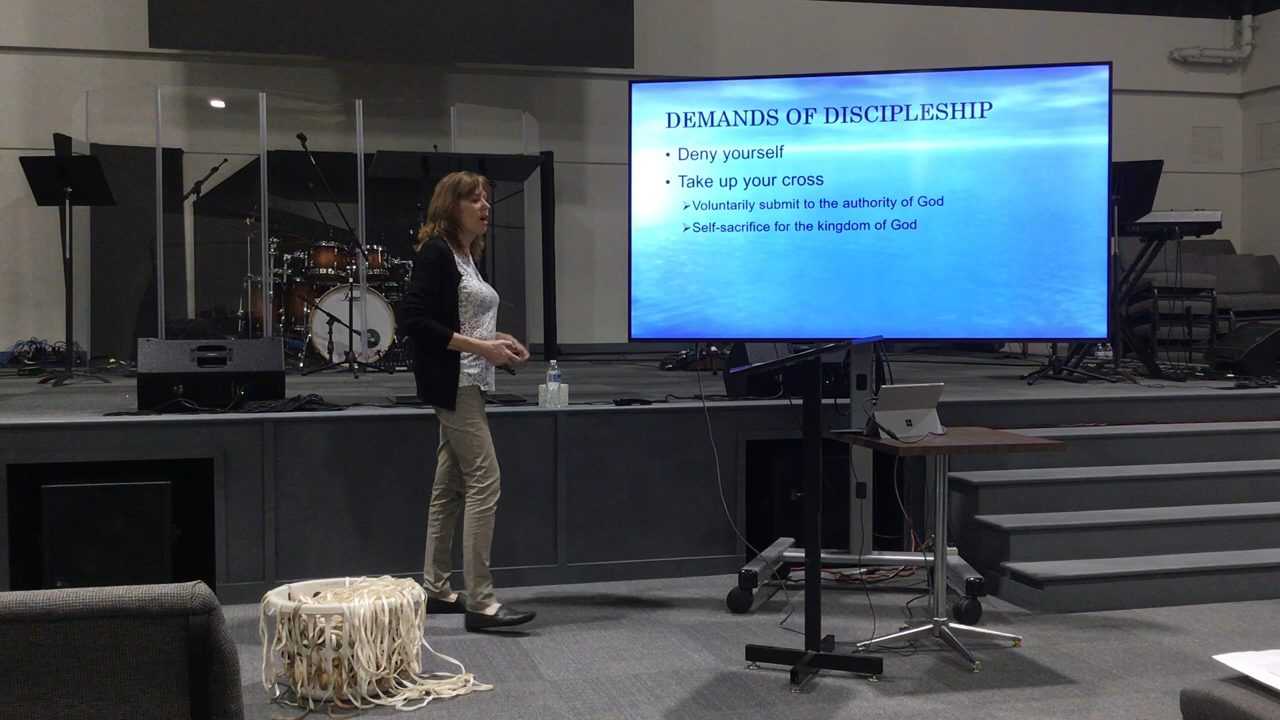 DEMANDS OF DISCIPLESHIP
• Deny yourself
• Take up your cross
➢Voluntarily submit to the authority of God
➢Self-sacrifice for the kingdom of God